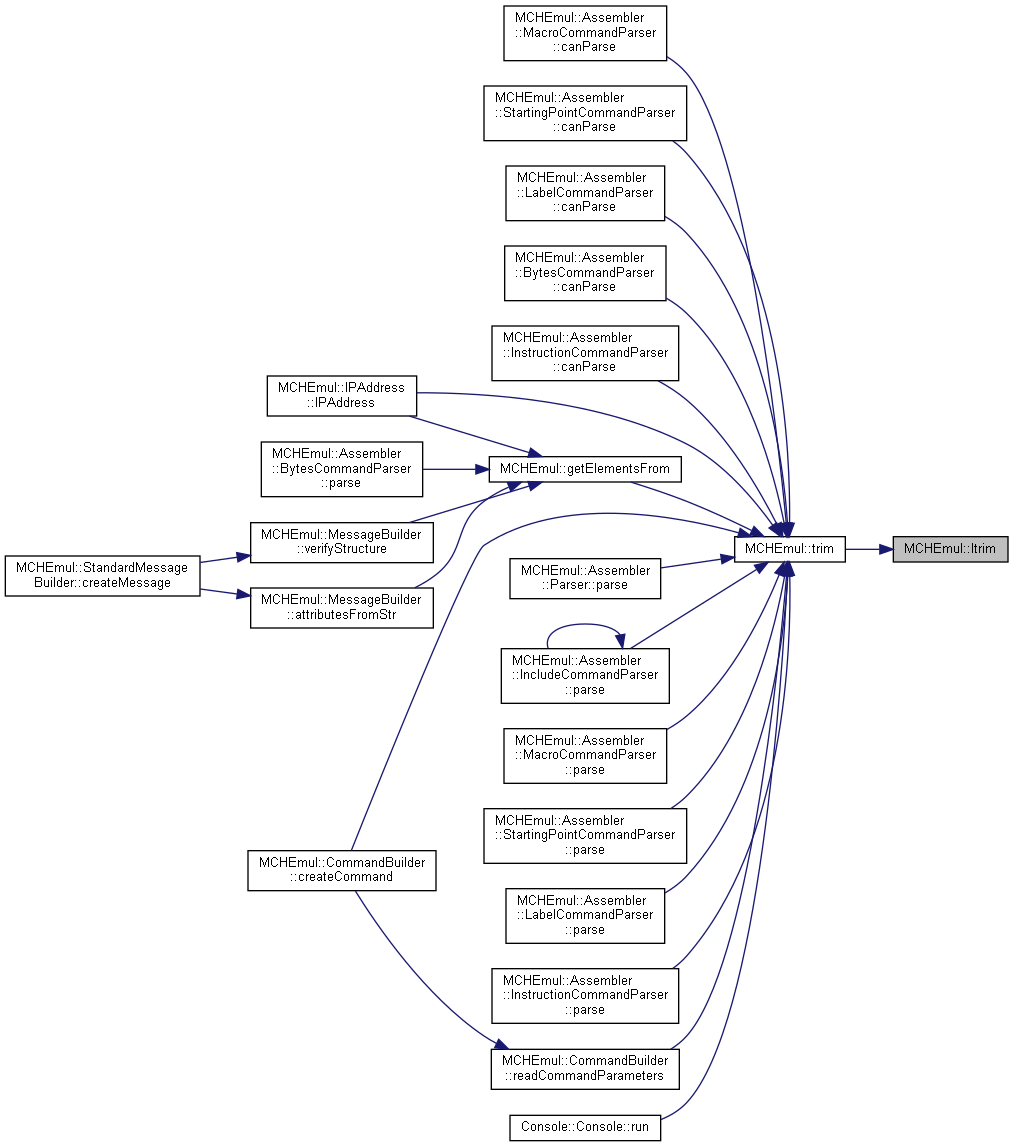 MCHEmul::Assembler
::MacroCommandParser
::canParse
MCHEmul::Assembler
::StartingPointCommandParser
::canParse
MCHEmul::Assembler
::LabelCommandParser
::canParse
MCHEmul::Assembler
::BytesCommandParser
::canParse
MCHEmul::Assembler
::InstructionCommandParser
::canParse
MCHEmul::IPAddress
::IPAddress
MCHEmul::Assembler
::BytesCommandParser
::parse
MCHEmul::getElementsFrom
MCHEmul::MessageBuilder
::verifyStructure
MCHEmul::trim
MCHEmul::ltrim
MCHEmul::StandardMessage
Builder::createMessage
MCHEmul::Assembler
::Parser::parse
MCHEmul::MessageBuilder
::attributesFromStr
MCHEmul::Assembler
::IncludeCommandParser
::parse
MCHEmul::Assembler
::MacroCommandParser
::parse
MCHEmul::Assembler
::StartingPointCommandParser
::parse
MCHEmul::CommandBuilder
::createCommand
MCHEmul::Assembler
::LabelCommandParser
::parse
MCHEmul::Assembler
::InstructionCommandParser
::parse
MCHEmul::CommandBuilder
::readCommandParameters
Console::Console::run